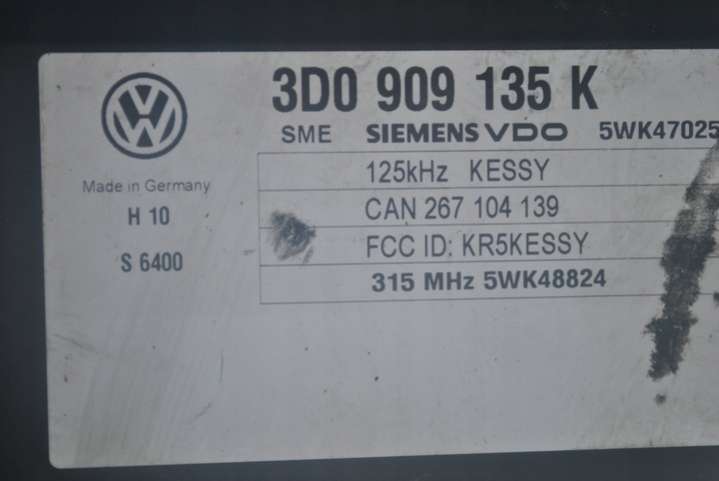 3D0 909 135 K
SME SIEMENS VDO 5WK47025
Made in Germany
H 10
S 6400
125kHz KESSY
CAN 267 104 139
FCC ID: KR5KESSY
315 MHz 5WK48824